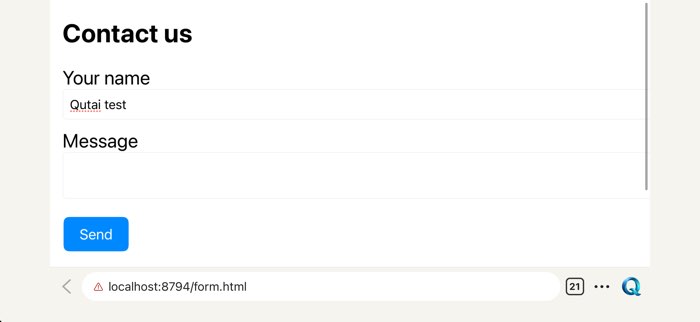 Contact us
Your name
Qutai test
Message
Send
localhost:8794/form.html
21